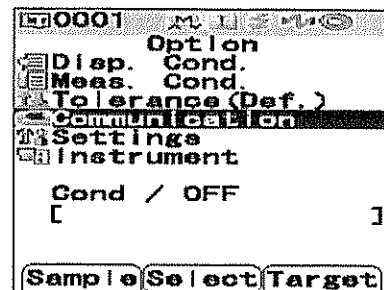 0001
Option
Disp. Cond.
Meas. Cond.
Tolerance(Def.)
Communication
Settings
Instrument
Cond / OFF
[ ]
Sample Select Target